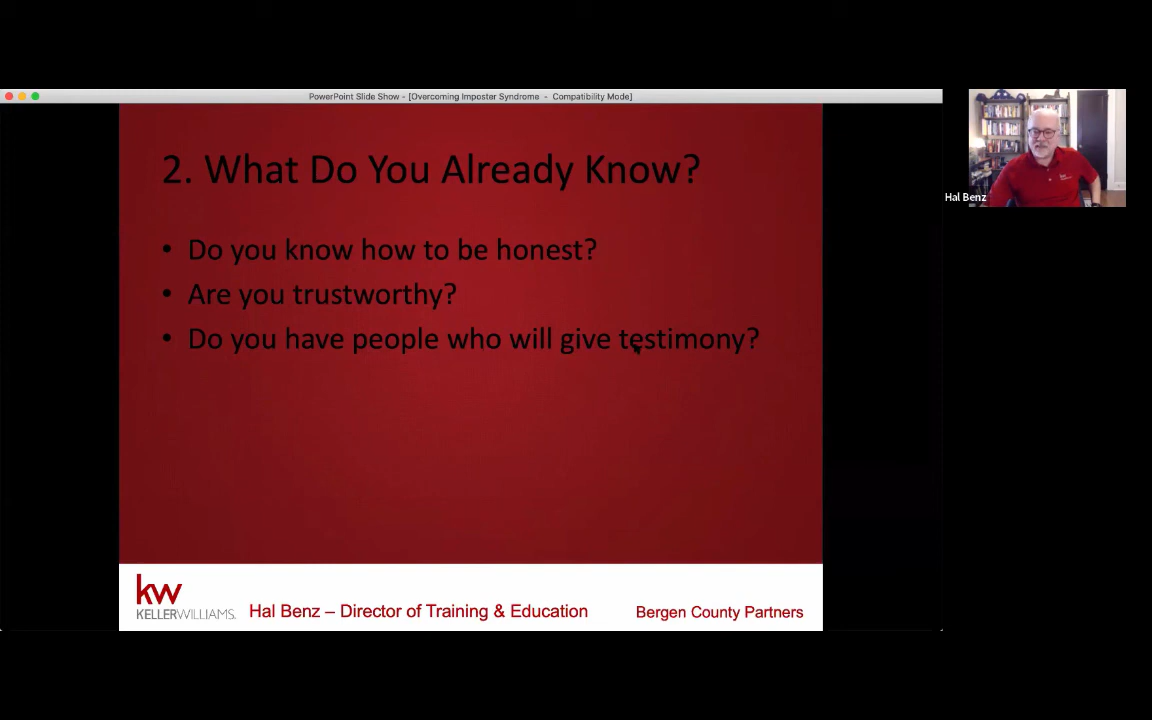 PowerPoint Slide Show - [Overcoming Imposter Syndrome - Compatibility Mode]
2. What Do You Already Know?
• Do you know how to be honest?
• Are you trustworthy?
• Do you have people who will give testimony?
kw
KELLERWILLIAMS.
Hal Benz – Director of Training & Education
Bergen County Partners
Hal Benz